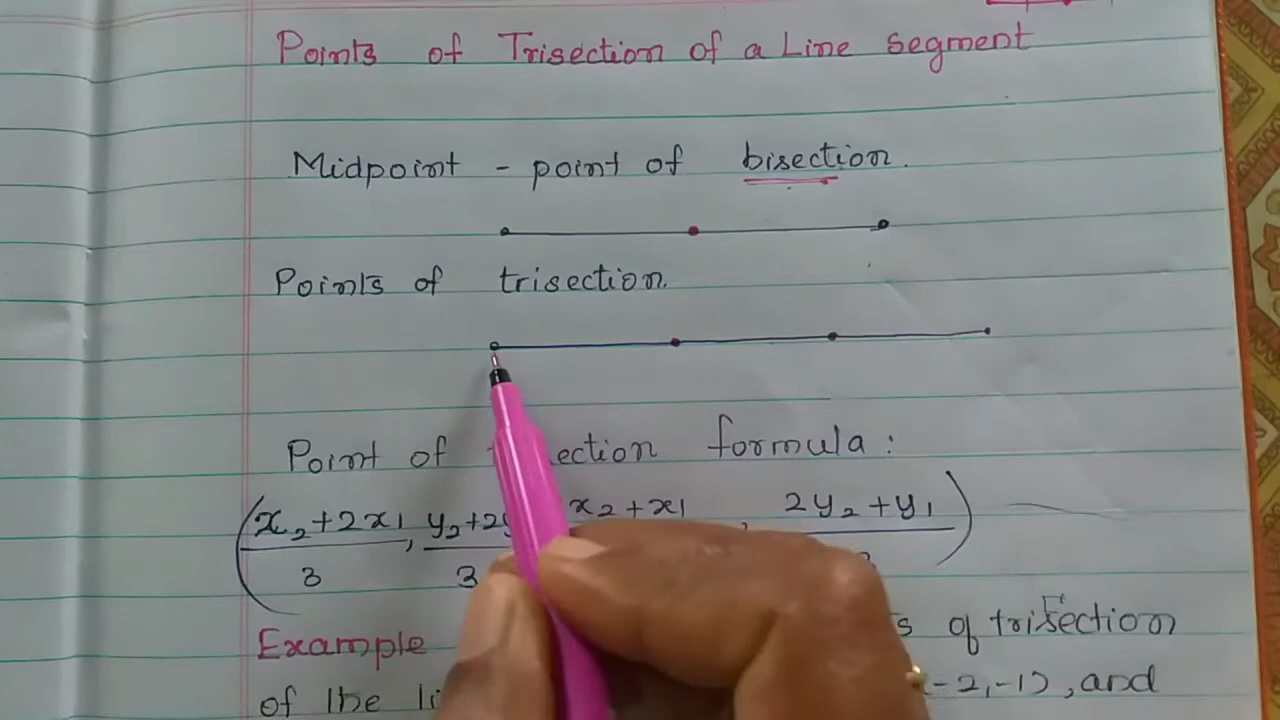 Points of Trisection of a Line segment
Midpoint - point of bisection.
Points of trisection.
Point of ection formula:
(x₂+2x₁/3, y₂+2 /3 x₂+x₁ , 2y₂+y₁)
Example s of trisection
of the li (-2,-1), and